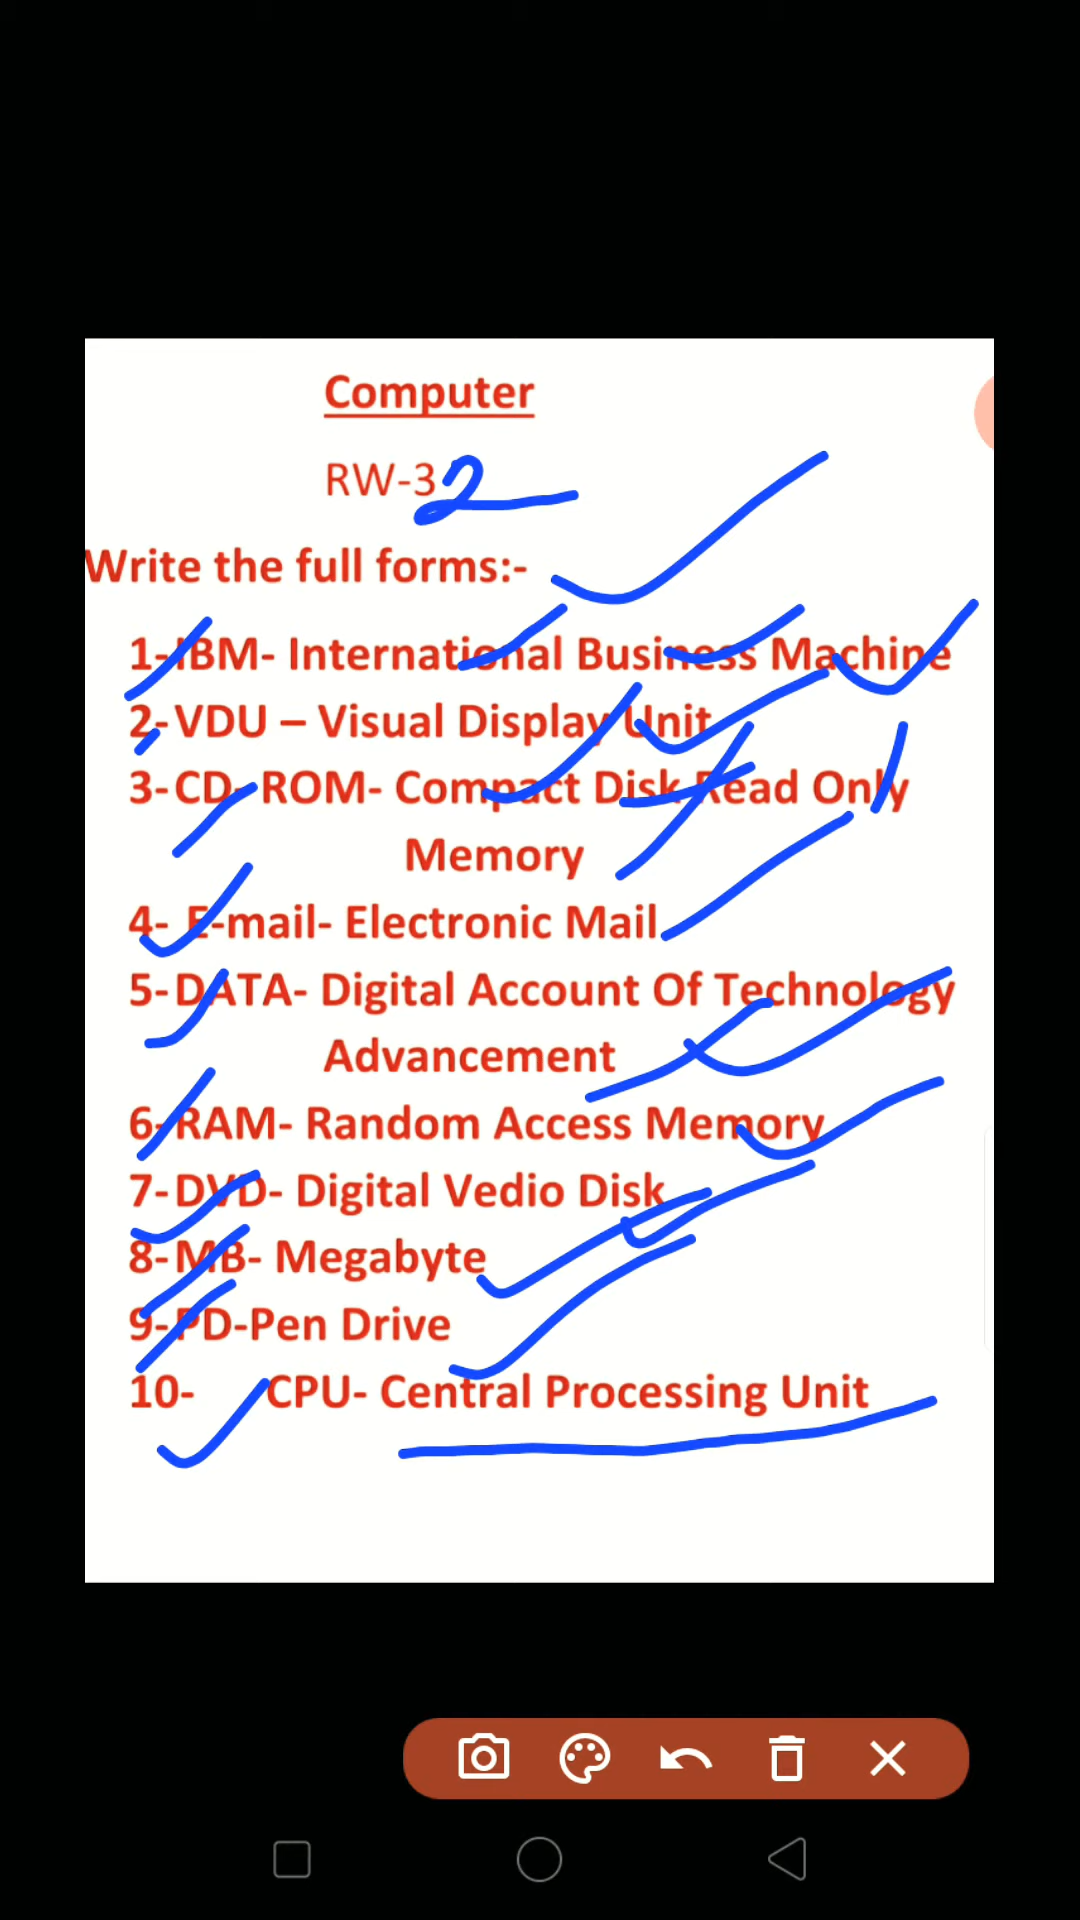 Computer
RW-3 2
Write the full forms:-
1-IBM- International Business Machine
2-VDU – Visual Display Unit
3-CD- ROM- Compact Disk Read Only
Memory
4- E-mail- Electronic Mail
5-DATA- Digital Account Of Technology
Advancement
6-RAM- Random Access Memory
7-DVD- Digital Vedio Disk
8-MB- Megabyte
9-PD-Pen Drive
10- CPU- Central Processing Unit